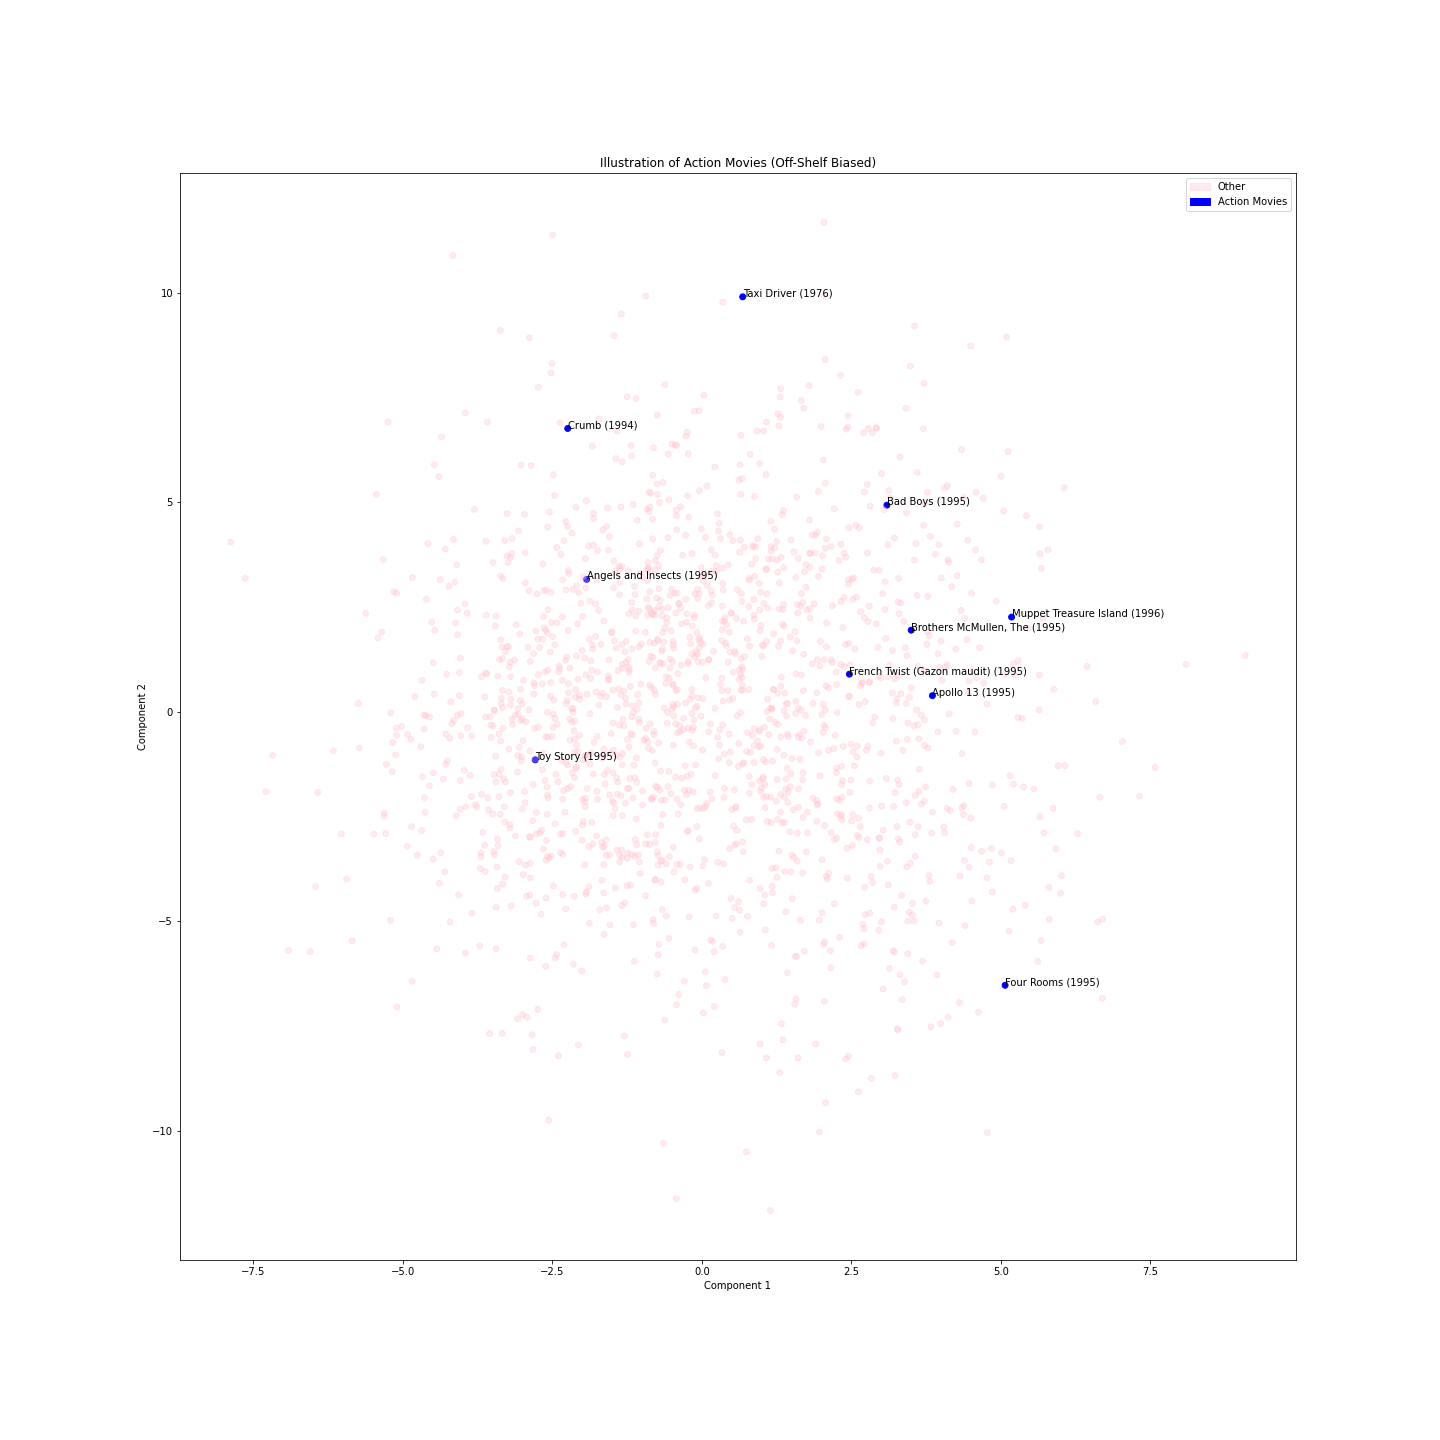 Illustration of Action Movies (Off-Shelf Biased)
Other
Action Movies
Taxi Driver (1976)
Crumb (1994)
Bad Boys (1995)
Angels and Insects (1995)
Muppet Treasure Island (1996)
Brothers McMullen, The (1995)
French Twist (Gazon maudit) (1995)
Apollo 13 (1995)
Toy Story (1995)
Four Rooms (1995)
10
5
0
−5
−10
Component 2
−7.5 −5.0 −2.5 0.0 2.5 5.0 7.5
Component 1